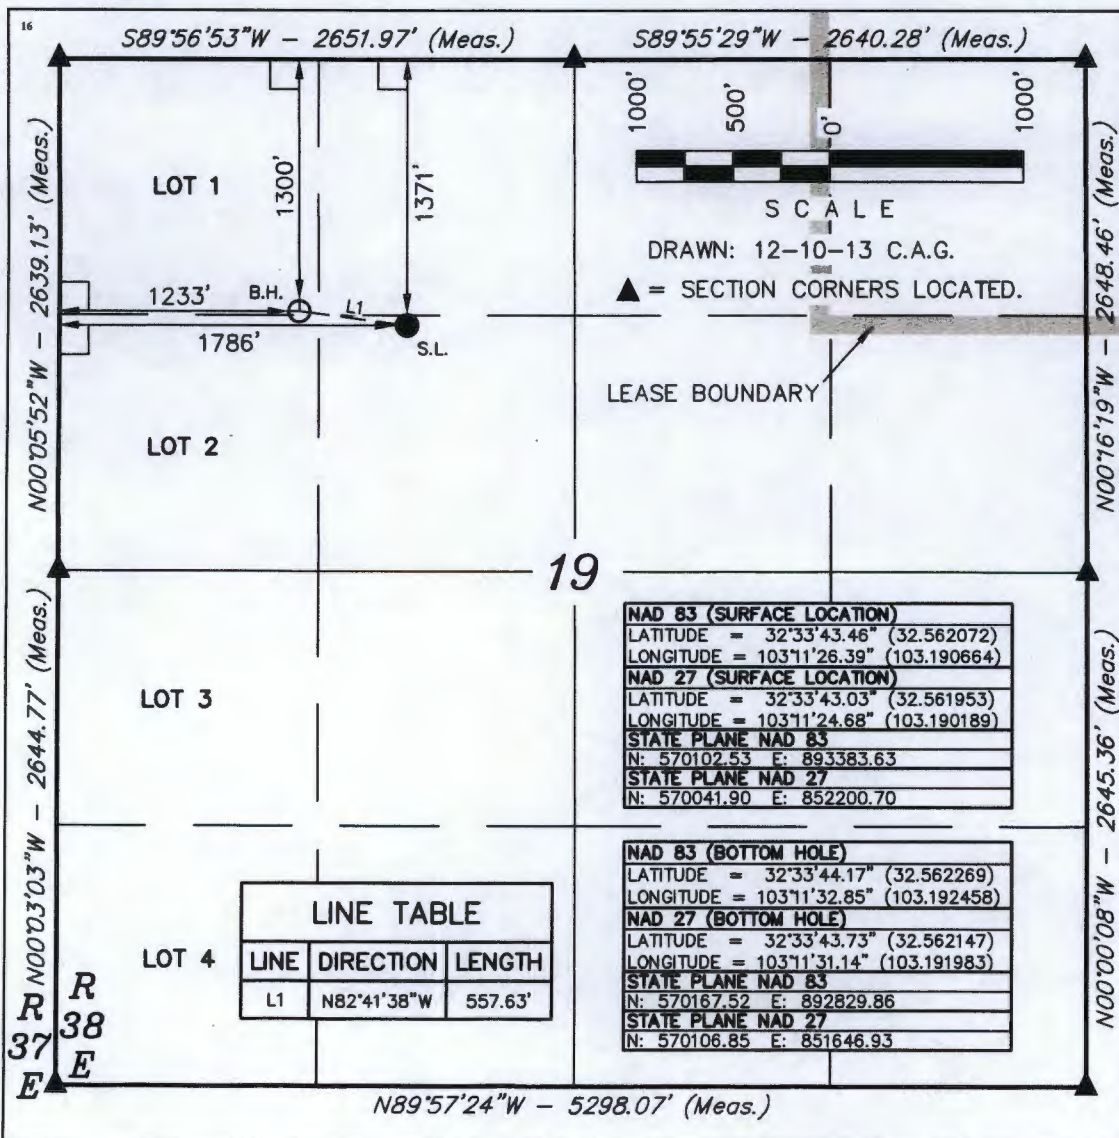 16
S89°56'53"W – 2651.97' (Meas.)
S89°55'29"W – 2640.28' (Meas.)
1000'
500'
0'
1000'
S C A L E
DRAWN: 12-10-13 C.A.G.
▲ = SECTION CORNERS LOCATED.
N00°05'52"W – 2639.13' (Meas.)
N00°16'19"W – 2648.46' (Meas.)
LOT 1
1300'
1371'
1233'
B.H.
L1
1786'
S.L.
LEASE BOUNDARY
LOT 2
19
N00°03'03"W – 2644.77' (Meas.)
N00°00'08"W – 2645.36' (Meas.)
LOT 3
NAD 83 (SURFACE LOCATION)
LATITUDE = 32°33'43.46" (32.562072)
LONGITUDE = 103°11'26.39" (103.190664)
NAD 27 (SURFACE LOCATION)
LATITUDE = 32°33'43.03" (32.561953)
LONGITUDE = 103°11'24.68" (103.190189)
STATE PLANE NAD 83
N: 570102.53 E: 893383.63
STATE PLANE NAD 27
N: 570041.90 E: 852200.70
NAD 83 (BOTTOM HOLE)
LATITUDE = 32°33'44.17" (32.562269)
LONGITUDE = 103°11'32.85" (103.192458)
NAD 27 (BOTTOM HOLE)
LATITUDE = 32°33'43.73" (32.562147)
LONGITUDE = 103°11'31.14" (103.191983)
STATE PLANE NAD 83
N: 570167.52 E: 892829.86
STATE PLANE NAD 27
N: 570106.85 E: 851646.93
LOT 4
LINE TABLE
LINE DIRECTION LENGTH
L1 N82°41'38"W 557.63'
R
37
E
R
38
E
N89°57'24"W – 5298.07' (Meas.)